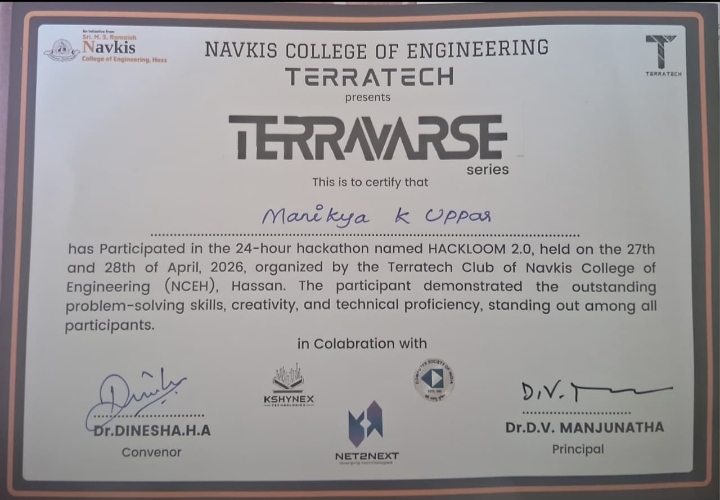 An initiative from
Sri. M. S. Ramaiah
Navkis
College of Engineering, Hassan
NAVKIS COLLEGE OF ENGINEERING
TERRATECH
TERRATECH
presents
TERRAVARSE
series
This is to certify that
Manikya K Uppar
has Participated in the 24-hour hackathon named HACKLOOM 2.0, held on the 27th
and 28th of April, 2026, organized by the Terratech Club of Navkis College of
Engineering (NCEH), Hassan. The participant demonstrated the outstanding
problem-solving skills, creativity, and technical proficiency, standing out among all
participants.
in Colabration with
KSHYNEX
TECHNOLOGIES
NET2NEXT
D.V.
Dr.DINESHA.H.A
Convenor
Dr.D.V. MANJUNATHA
Principal